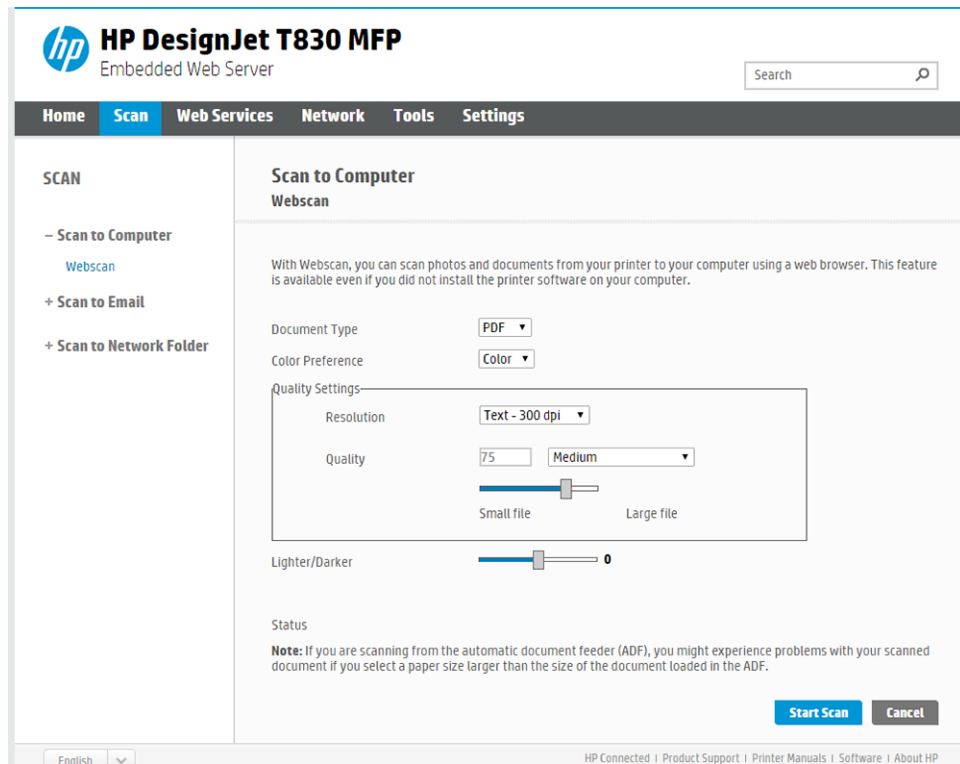 hp
HP DesignJet T830 MFP
Embedded Web Server
Search
Home Scan Web Services Network Tools Settings
SCAN
– Scan to Computer
Webscan
+ Scan to Email
+ Scan to Network Folder
Scan to Computer
Webscan
With Webscan, you can scan photos and documents from your printer to your computer using a web browser. This feature
is available even if you did not install the printer software on your computer.
Document Type PDF
Color Preference Color
Quality Settings
Resolution Text - 300 dpi
Quality 75 Medium
Small file Large file
Lighter/Darker 0
Status
Note: If you are scanning from the automatic document feeder (ADF), you might experience problems with your scanned
document if you select a paper size larger than the size of the document loaded in the ADF.
Start Scan Cancel
English
HP Connected | Product Support | Printer Manuals | Software | About HP